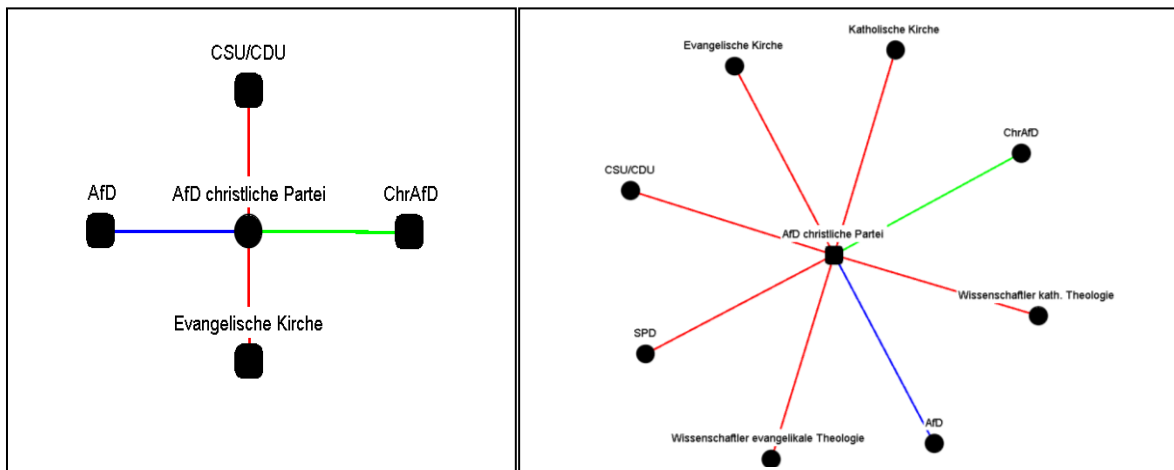 CSU/CDU
AfD
AfD christliche Partei
ChrAfD
Evangelische Kirche
Katholische Kirche
Evangelische Kirche
ChrAfD
CSU/CDU
AfD christliche Partei
Wissenschaftler kath. Theologie
SPD
AfD
Wissenschaftler evangelikale Theologie